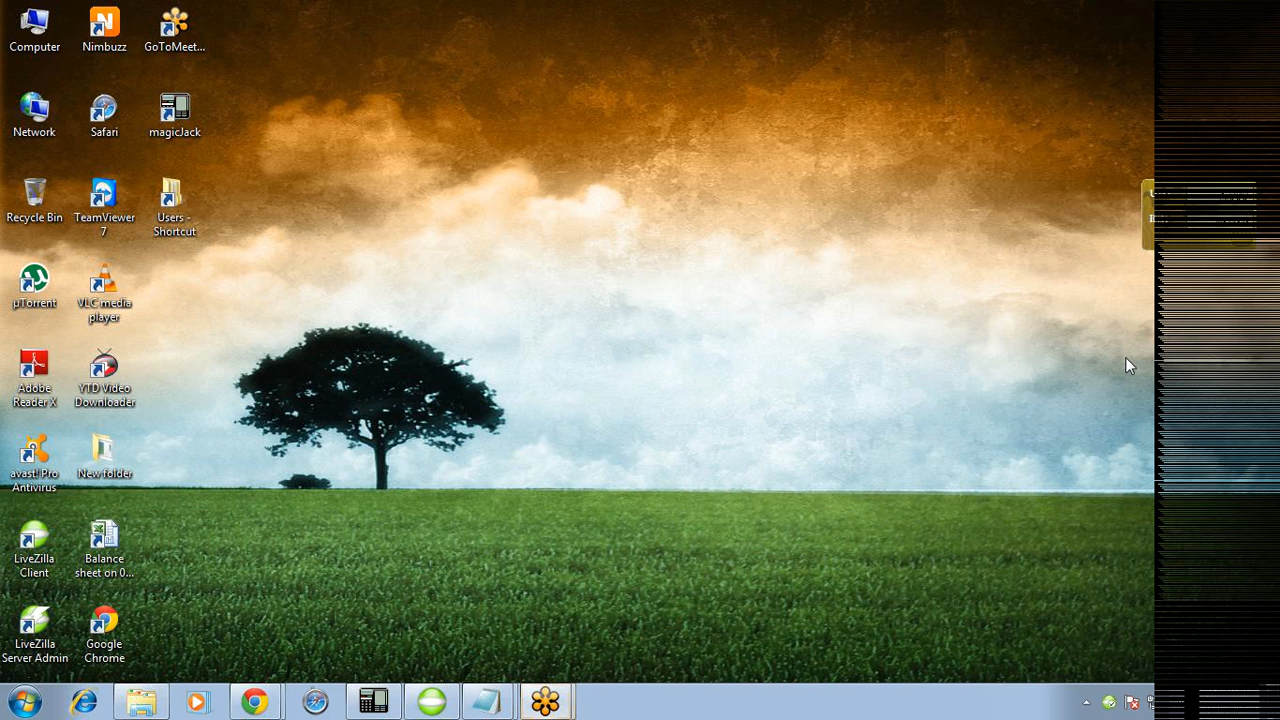 Computer
Nimbuzz
GoToMeet...
Network
Safari
magicJack
Recycle Bin
TeamViewer
7
Users -
Shortcut
µTorrent
VLC media
player
Adobe
Reader X
YTD Video
Downloader
avast! Pro
Antivirus
New folder
LiveZilla
Client
Balance
sheet on 0...
LiveZilla
Server Admin
Google
Chrome